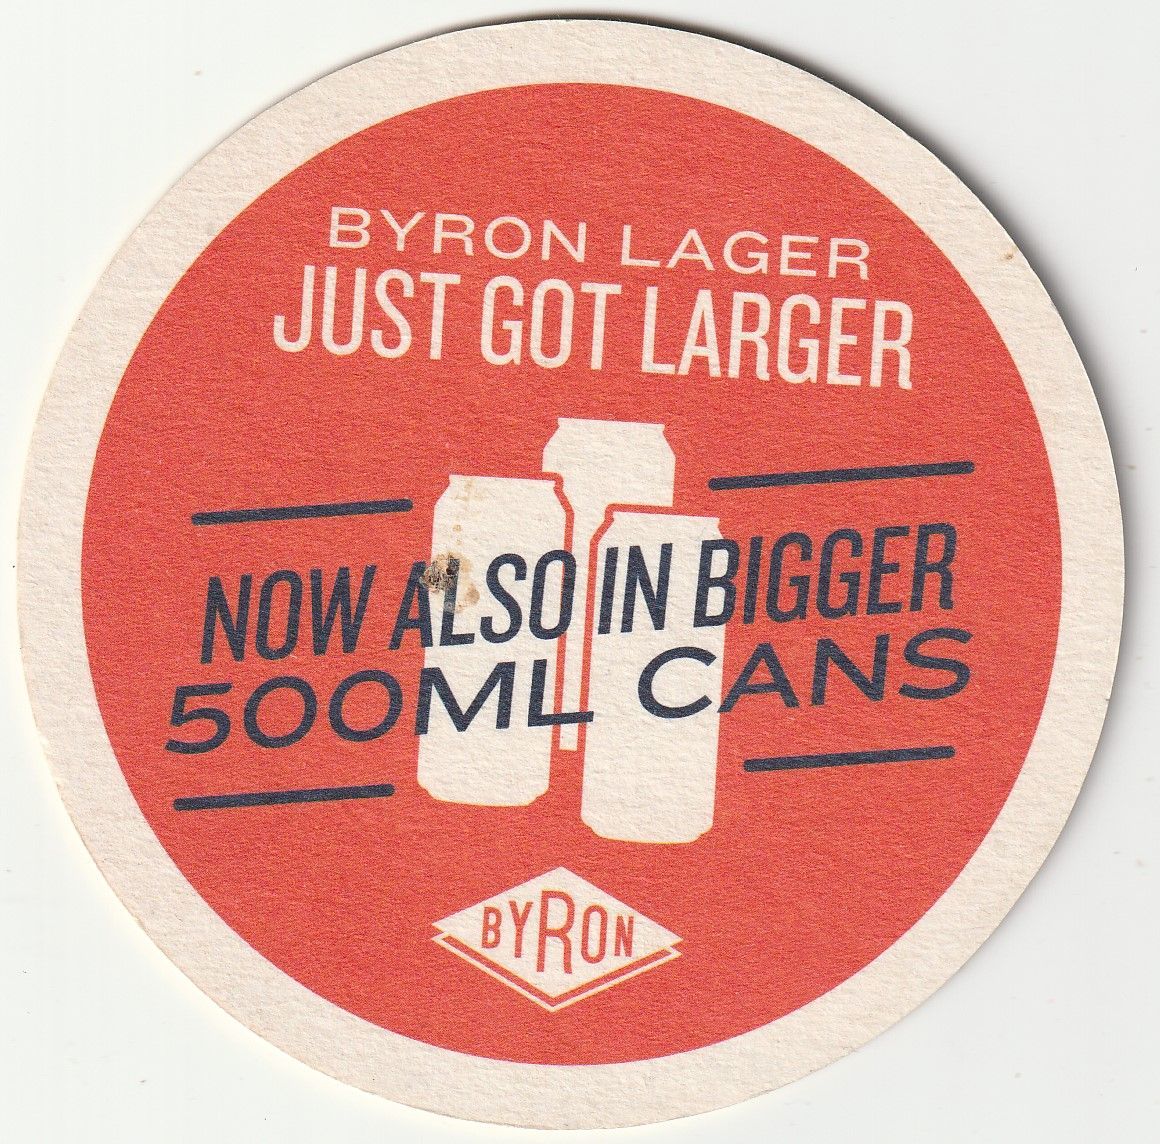 BYRON LAGER
JUST GOT LARGER
NOW ALSO IN BIGGER
500ML CANS
BYRON